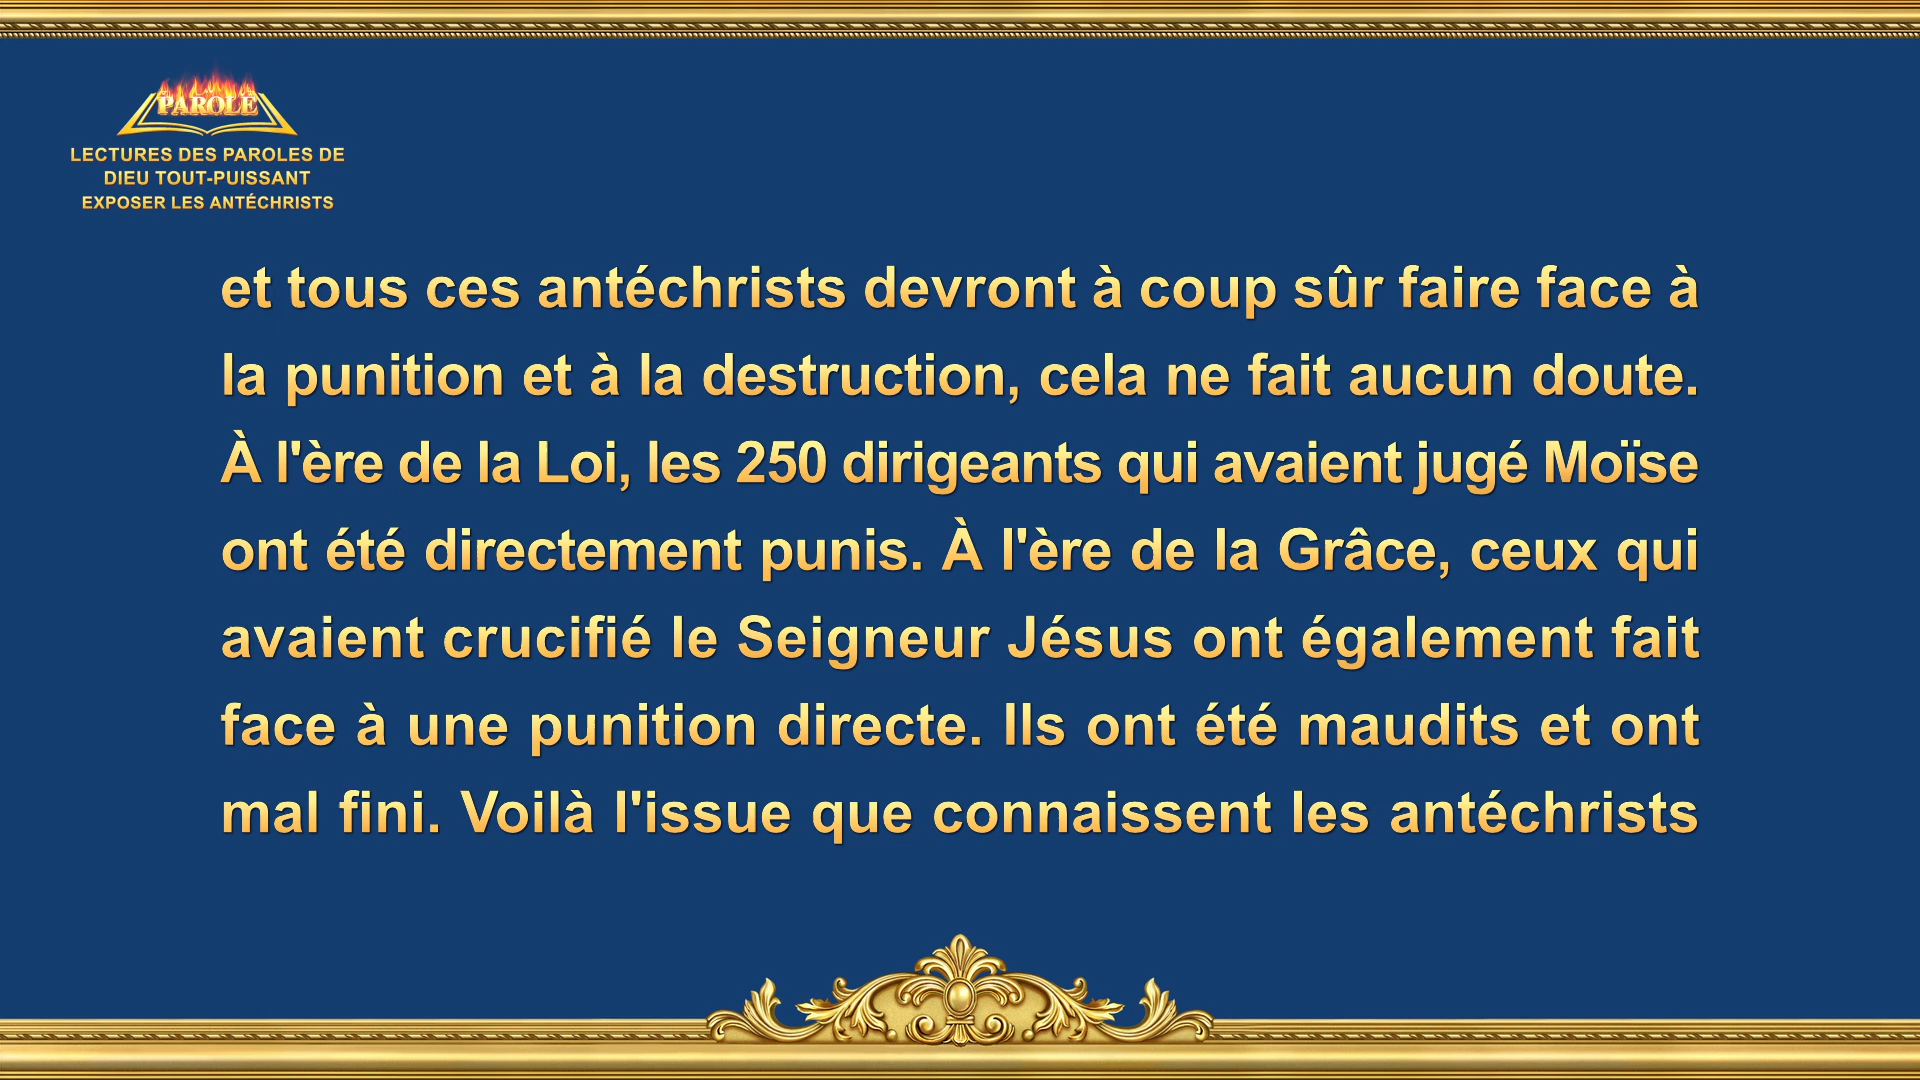 PAROLE
LECTURES DES PAROLES DE
DIEU TOUT-PUISSANT
EXPOSER LES ANTÉCHRISTS
et tous ces antéchrists devront à coup sûr faire face à
la punition et à la destruction, cela ne fait aucun doute.
À l'ère de la Loi, les 250 dirigeants qui avaient jugé Moïse
ont été directement punis. À l'ère de la Grâce, ceux qui
avaient crucifié le Seigneur Jésus ont également fait
face à une punition directe. Ils ont été maudits et ont
mal fini. Voilà l'issue que connaissent les antéchrists